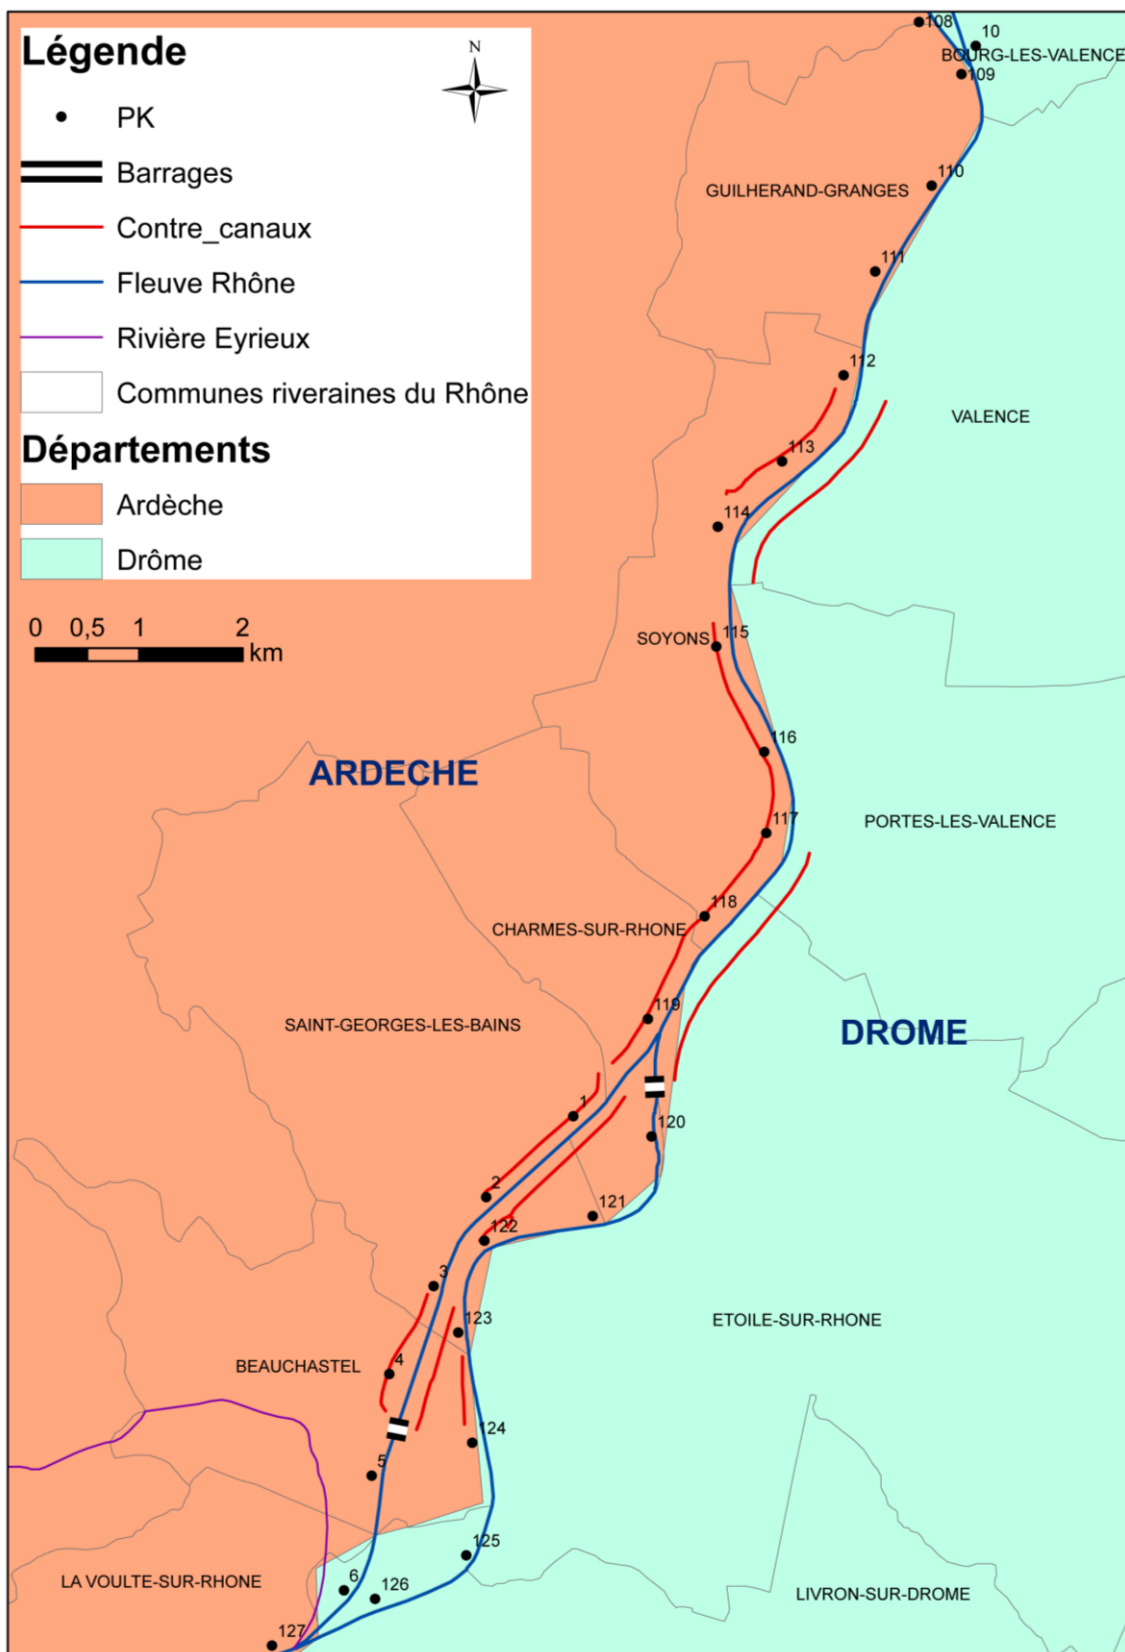 Légende
N
PK
Barrages
Contre_canaux
Fleuve Rhône
Rivière Eyrieux
Communes riveraines du Rhône
Départements
Ardèche
Drôme
0 0,5 1 2
km
108
10
BOURG-LES-VALENCE
109
110
GUILHERAND-GRANGES
111
112
VALENCE
113
114
115
SOYONS
116
ARDECHE
117
PORTES-LES-VALENCE
118
CHARMES-SUR-RHONE
119
SAINT-GEORGES-LES-BAINS
DROME
1
120
2
121
122
3
123
ETOILE-SUR-RHONE
4
BEAUCHASTEL
124
5
125
6
126
LA VOULTE-SUR-RHONE
LIVRON-SUR-DROME
127